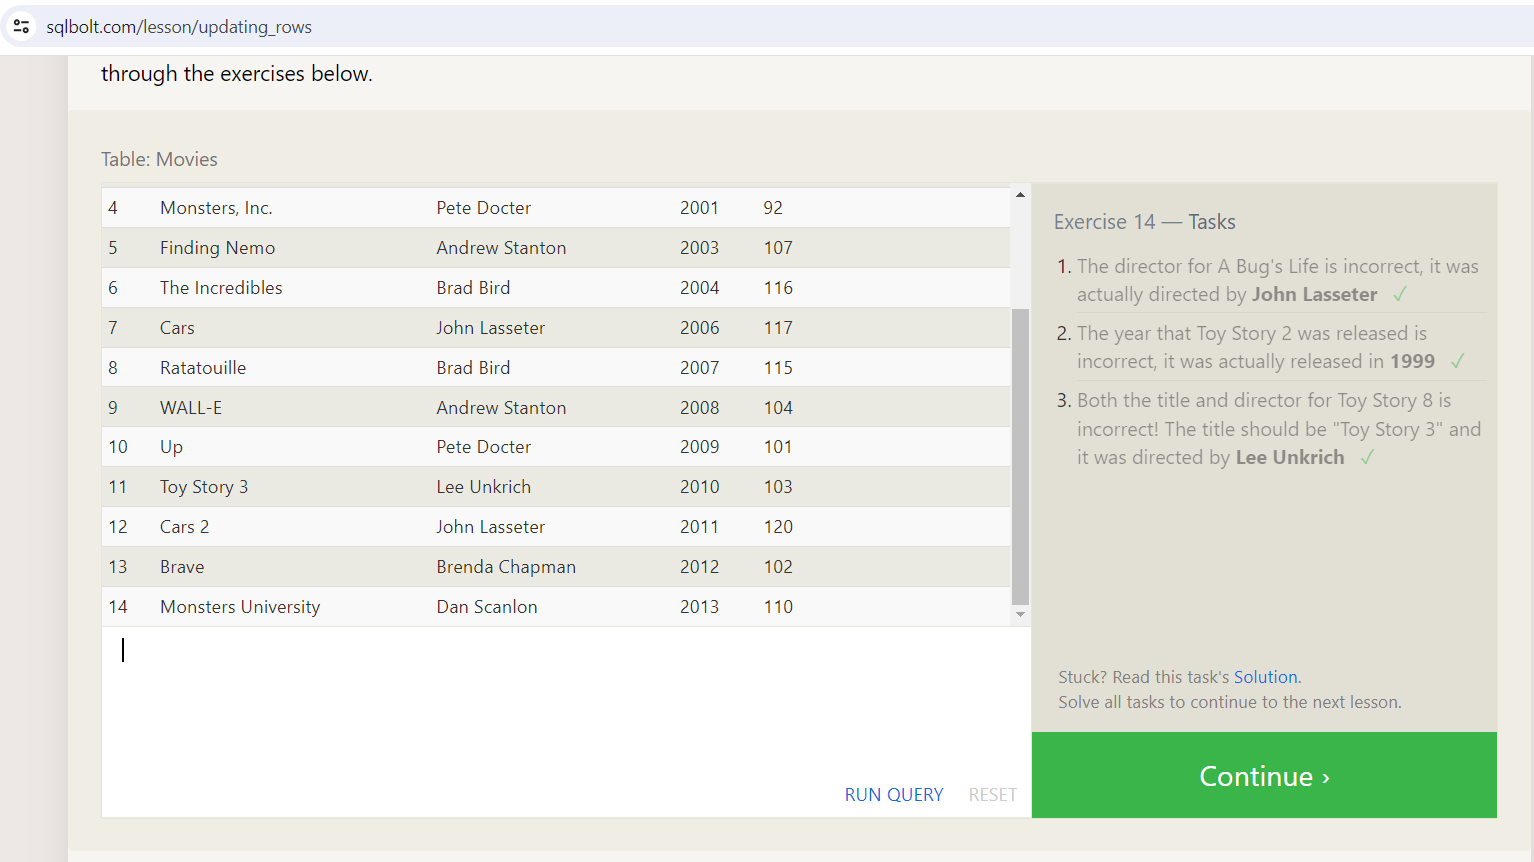 sqlbolt.com/lesson/updating_rows
through the exercises below.
Table: Movies
4 Monsters, Inc. Pete Docter 2001 92
5 Finding Nemo Andrew Stanton 2003 107
6 The Incredibles Brad Bird 2004 116
7 Cars John Lasseter 2006 117
8 Ratatouille Brad Bird 2007 115
9 WALL-E Andrew Stanton 2008 104
10 Up Pete Docter 2009 101
11 Toy Story 3 Lee Unkrich 2010 103
12 Cars 2 John Lasseter 2011 120
13 Brave Brenda Chapman 2012 102
14 Monsters University Dan Scanlon 2013 110
RUN QUERY RESET
Exercise 14 — Tasks
1. The director for A Bug's Life is incorrect, it was
actually directed by John Lasseter ✓
2. The year that Toy Story 2 was released is
incorrect, it was actually released in 1999 ✓
3. Both the title and director for Toy Story 8 is
incorrect! The title should be "Toy Story 3" and
it was directed by Lee Unkrich ✓
Stuck? Read this task's Solution.
Solve all tasks to continue to the next lesson.
Continue ›